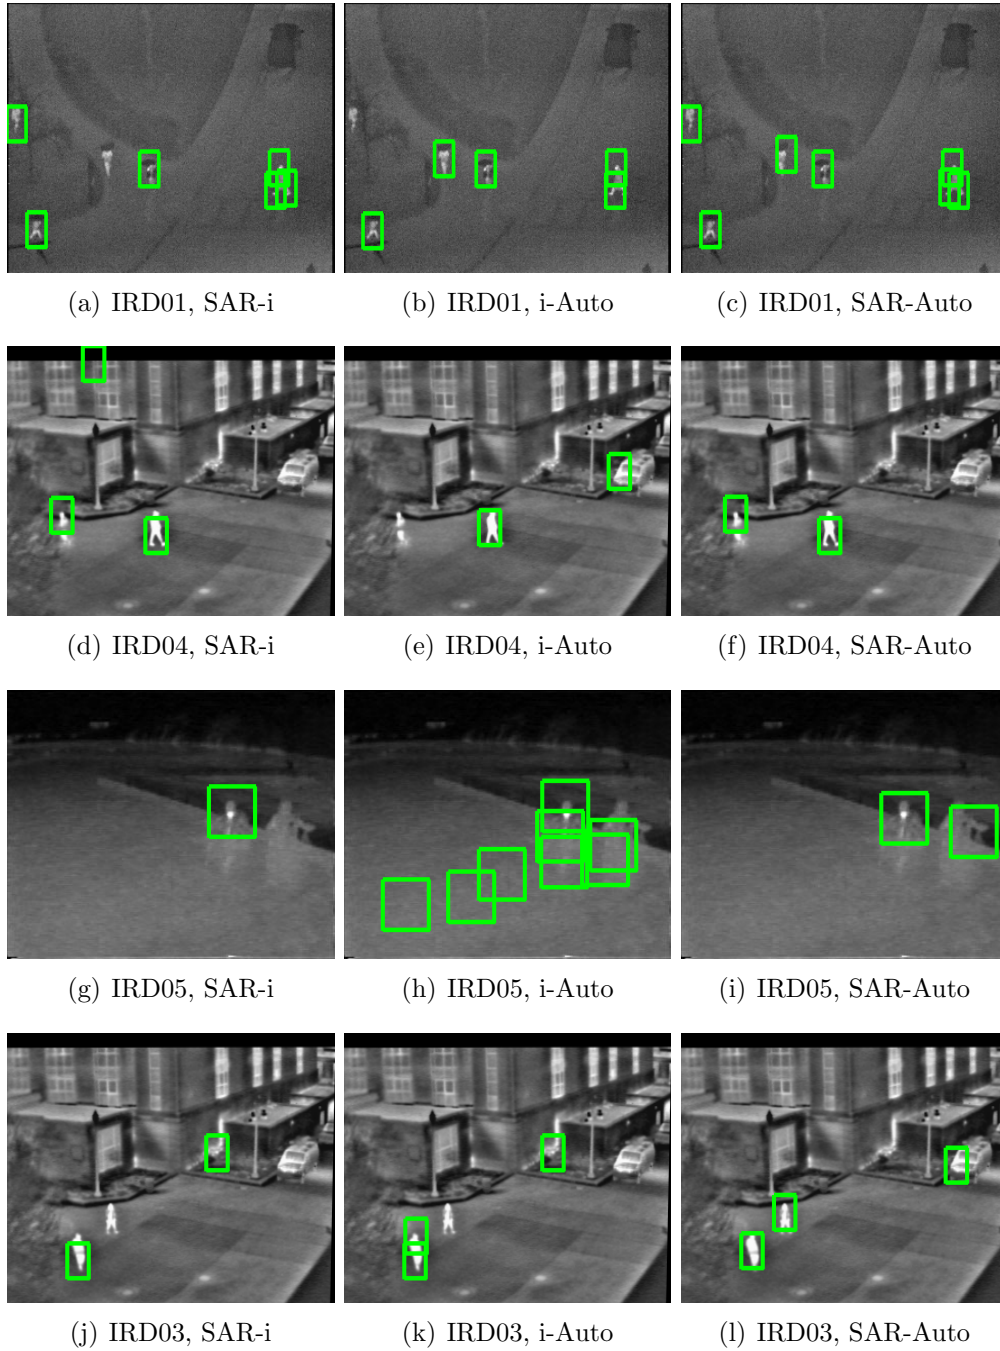 (a) IRD01, SAR-i
(b) IRD01, i-Auto
(c) IRD01, SAR-Auto
(d) IRD04, SAR-i
(e) IRD04, i-Auto
(f) IRD04, SAR-Auto
(g) IRD05, SAR-i
(h) IRD05, i-Auto
(i) IRD05, SAR-Auto
(j) IRD03, SAR-i
(k) IRD03, i-Auto
(l) IRD03, SAR-Auto